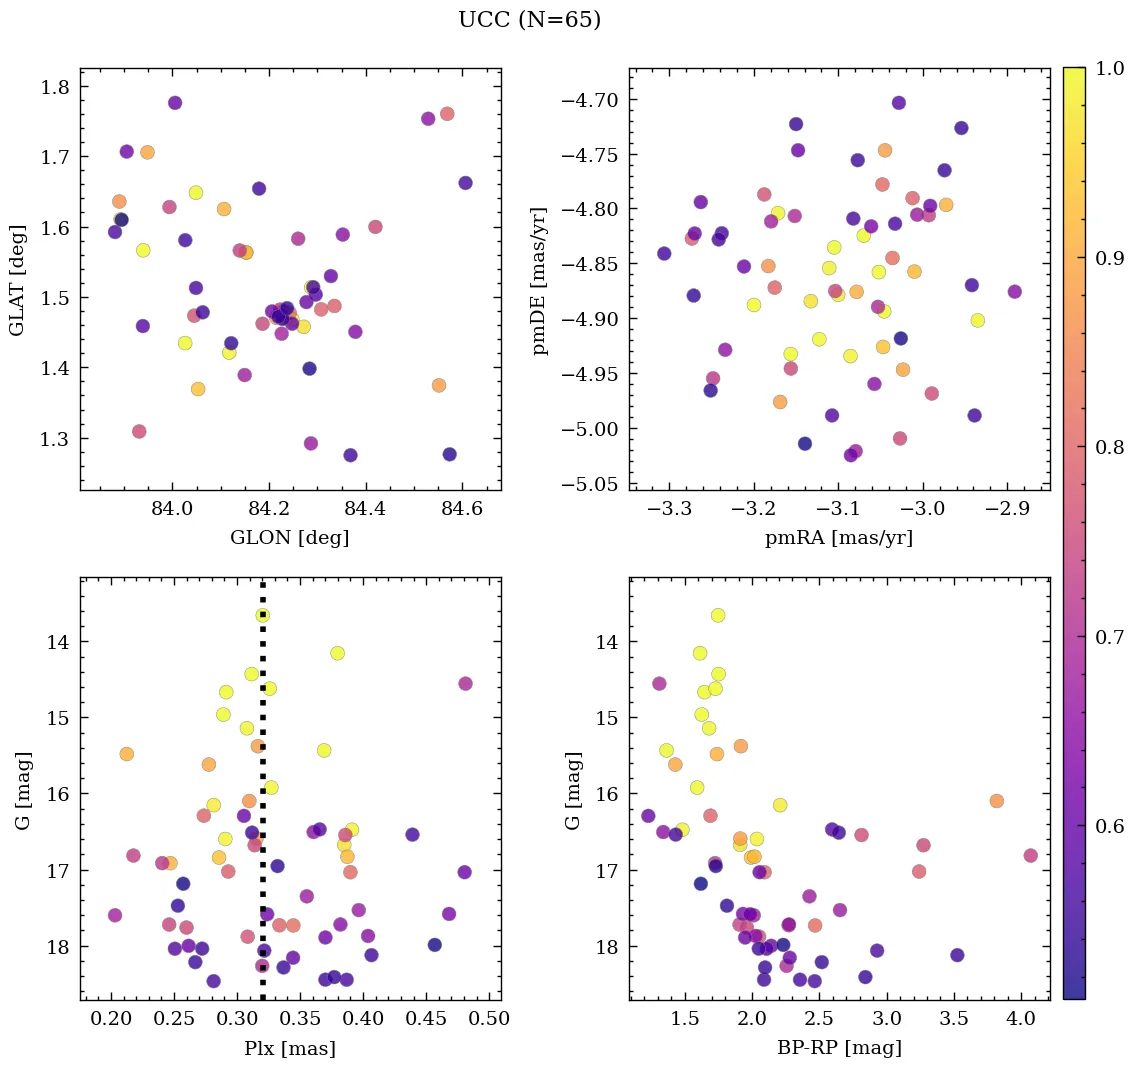 UCC (N=65)
1.8
1.7
1.6
1.5
1.4
1.3
GLAT [deg]
84.0 84.2 84.4 84.6
GLON [deg]
−4.70
−4.75
−4.80
−4.85
−4.90
−4.95
−5.00
−5.05
pmDE [mas/yr]
−3.3 −3.2 −3.1 −3.0 −2.9
pmRA [mas/yr]
1.0
0.9
0.8
0.7
0.6
14
15
16
17
18
G [mag]
0.20 0.25 0.30 0.35 0.40 0.45 0.50
Plx [mas]
14
15
16
17
18
G [mag]
1.5 2.0 2.5 3.0 3.5 4.0
BP-RP [mag]